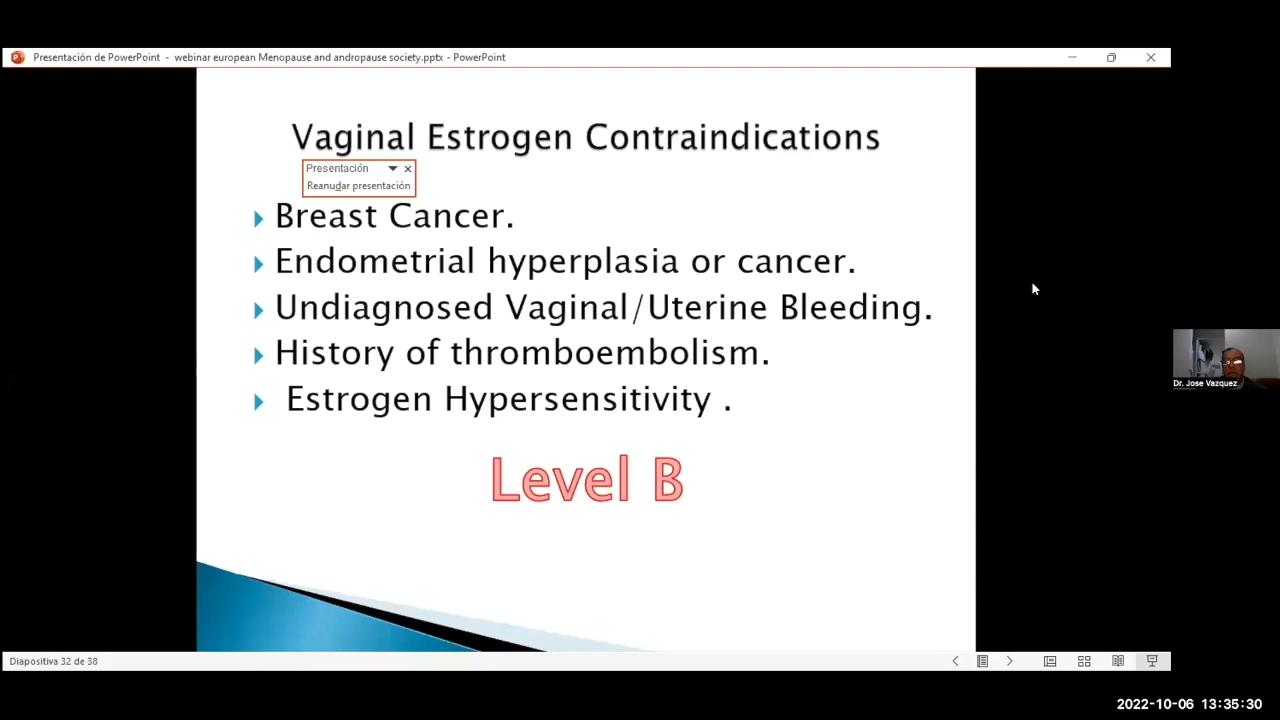 Presentación de PowerPoint - webinar european Menopause and andropause society.pptx - PowerPoint
Vaginal Estrogen Contraindications
Presentación
Reanudar presentación
Breast Cancer.
Endometrial hyperplasia or cancer.
Undiagnosed Vaginal/Uterine Bleeding.
History of thromboembolism.
Estrogen Hypersensitivity .
Level B
Dr. Jose Vazquez
Diapositiva 32 de 38
2022-10-06 13:35:30